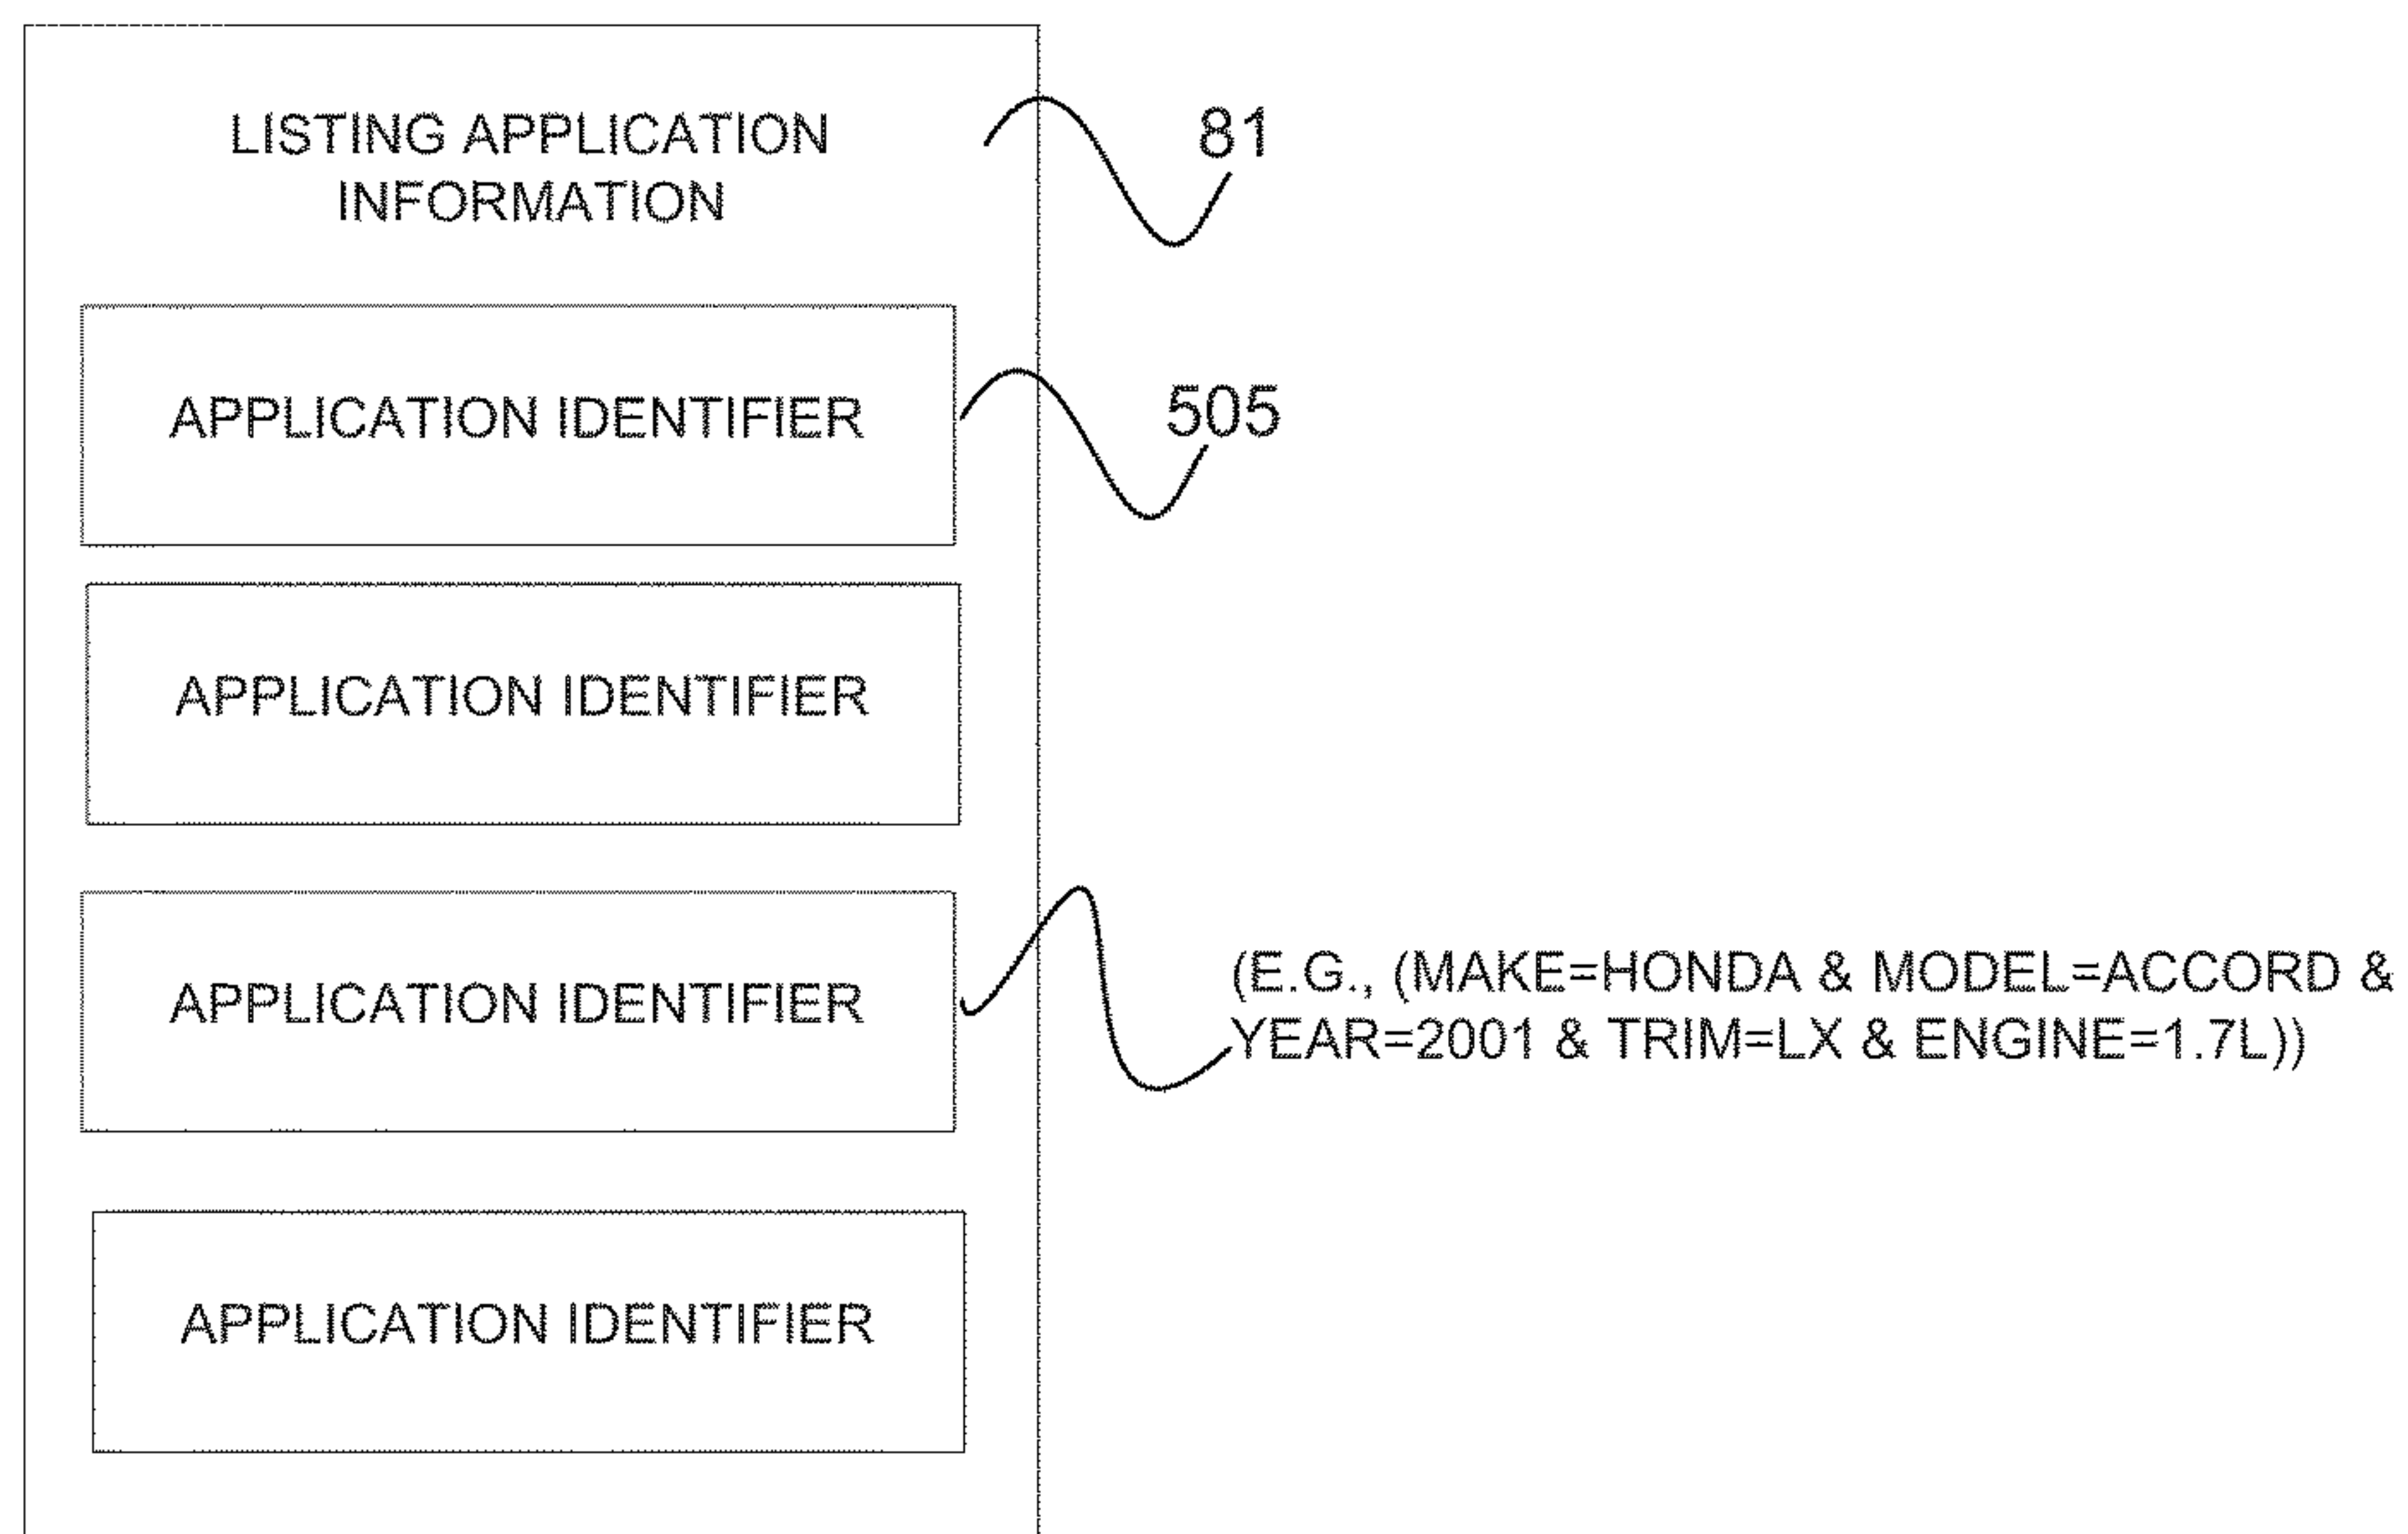 LISTING APPLICATION
INFORMATION
81
APPLICATION IDENTIFIER
505
APPLICATION IDENTIFIER
APPLICATION IDENTIFIER
(E.G., (MAKE=HONDA & MODEL=ACCORD &
YEAR=2001 & TRIM=LX & ENGINE=1.7L))
APPLICATION IDENTIFIER